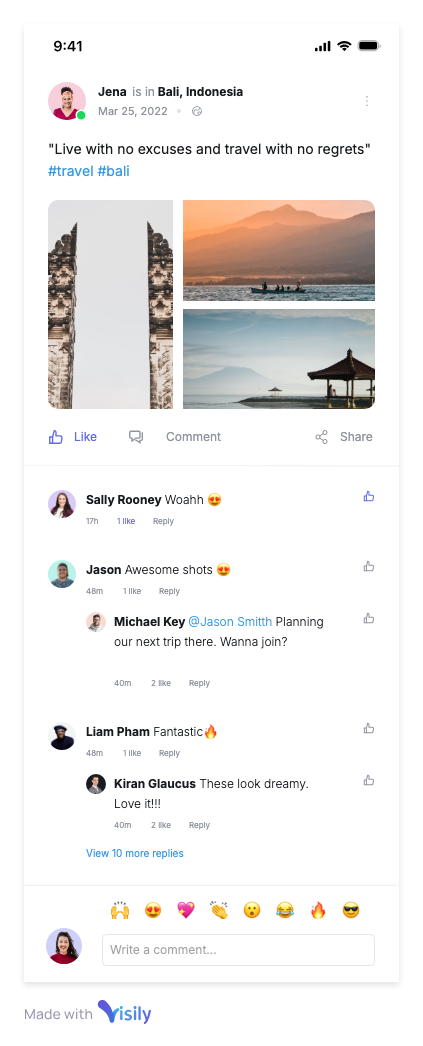 9:41
Jena is in Bali, Indonesia
Mar 25, 2022
"Live with no excuses and travel with no regrets"
#travel #bali
Like Comment Share
Sally Rooney Woahh 😍
17h 1 like Reply
Jason Awesome shots 😍
48m 1 like Reply
Michael Key @Jason Smitth Planning
our next trip there. Wanna join?
40m 2 like Reply
Liam Pham Fantastic🔥
48m 1 like Reply
Kiran Glaucus These look dreamy.
Love it!!!
40m 2 like Reply
View 10 more replies
🙌 😍 💖 👏 😮 😂 🔥 😎
Write a comment...
Made with Visily